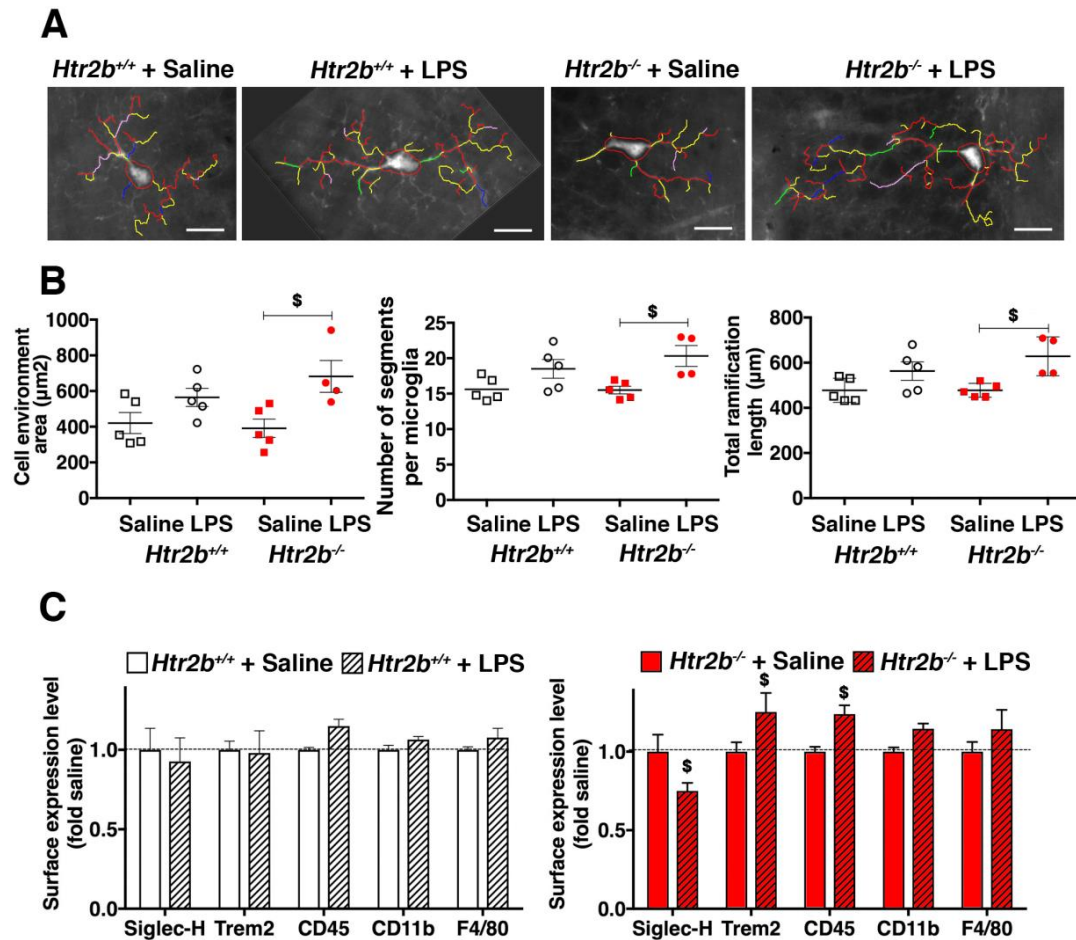 A
Htr2b+/+ + Saline
Htr2b+/+ + LPS
Htr2b-/- + Saline
Htr2b-/- + LPS
B
Cell environment
area (µm2)
1000
800
600
400
200
0
$
Saline LPS Saline LPS
Htr2b+/+ Htr2b-/-
Number of segments
per microglia
25
20
15
10
5
0
$
Saline LPS Saline LPS
Htr2b+/+ Htr2b-/-
Total ramification
length (µm)
800
600
400
200
0
$
Saline LPS Saline LPS
Htr2b+/+ Htr2b-/-
C
Htr2b+/+ + Saline Htr2b+/+ + LPS
Surface expression level
(fold saline)
1.0
0.5
0.0
Siglec-H Trem2 CD45 CD11b F4/80
Htr2b-/- + Saline Htr2b-/- + LPS
Surface expression level
(fold saline)
1.0
0.5
0.0
$ $ $
Siglec-H Trem2 CD45 CD11b F4/80